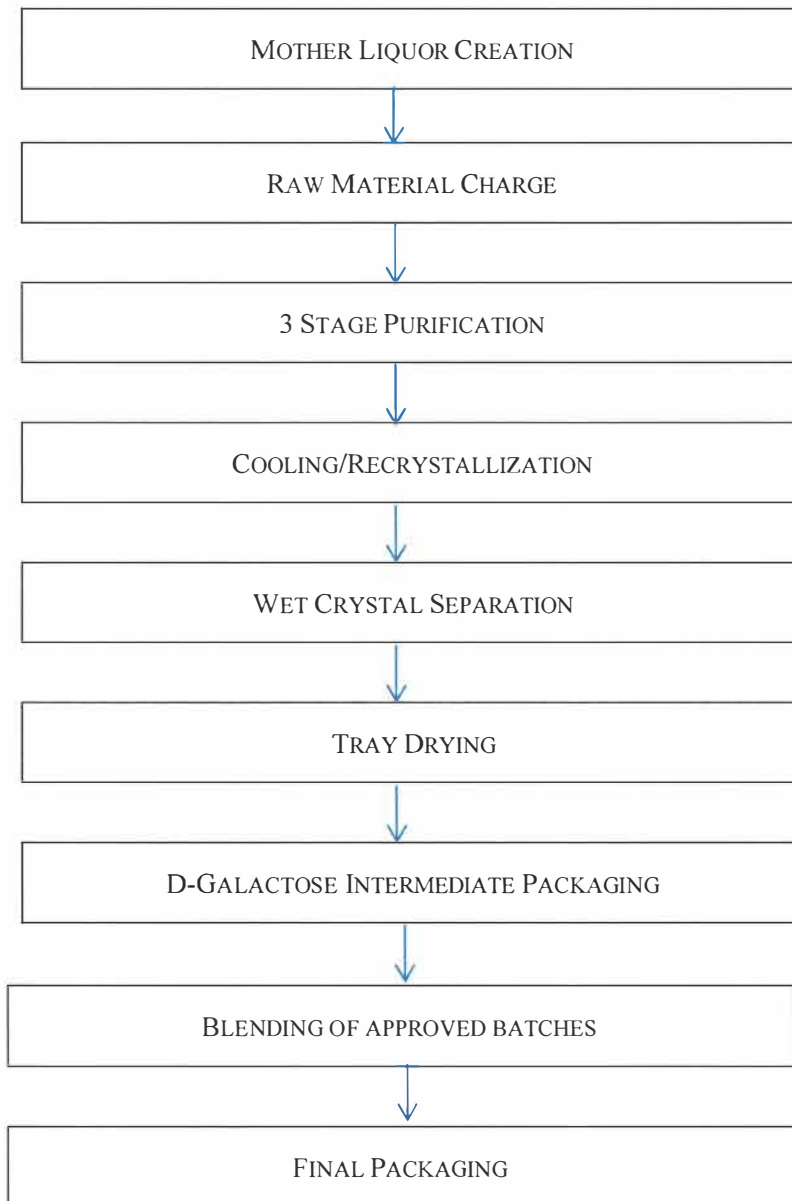 MOTHER LIQUOR CREATION
RAW MATERIAL CHARGE
3 STAGE PURIFICATION
COOLING/RECRYSTALLIZATION
WET CRYSTAL SEPARATION
TRAY DRYING
D-GALACTOSE INTERMEDIATE PACKAGING
BLENDING OF APPROVED BATCHES
FINAL PACKAGING